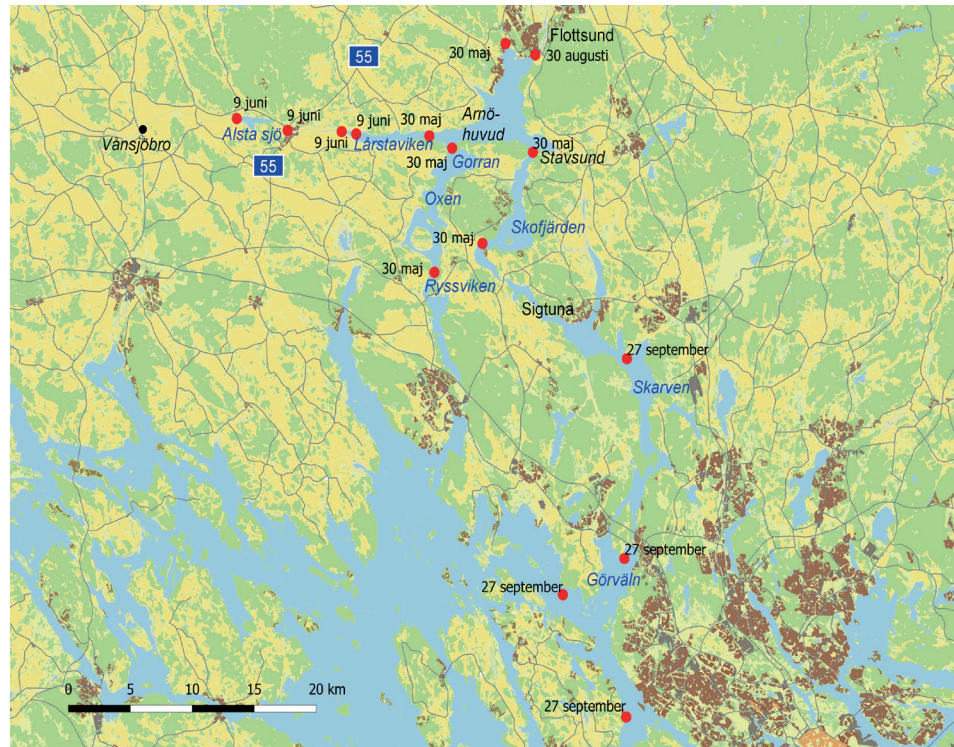 Flottsund
30 maj
30 augusti
55
9 juni
9 juni
9 juni
30 maj
Arnö-
huvud
Vånsjöbro
Alsta sjö
9 juni
Lårstaviken
30 maj
Stavsund
55
30 maj
Gorran
Oxen
Skofjärden
30 maj
30 maj
Ryssviken
Sigtuna
27 september
Skarven
27 september
Görväln
27 september
0 5 10 15 20 km
27 september